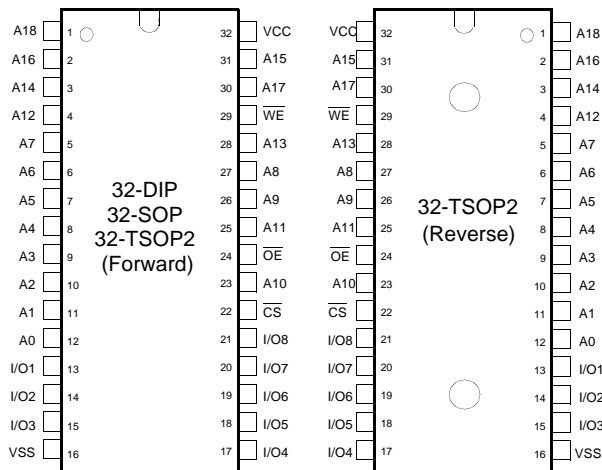 A18 1 32 VCC VCC 32 1 A18
A16 2 31 A15 A15 31 2 A16
A14 3 30 A17 A17 30 3 A14
A12 4 29 WE WE 29 4 A12
A7 5 28 A13 A13 28 5 A7
A6 6 27 A8 A8 27 6 A6
A5 7 26 A9 A9 26 7 A5
A4 8 25 A11 A11 25 8 A4
A3 9 24 OE OE 24 9 A3
A2 10 23 A10 A10 23 10 A2
A1 11 22 CS CS 22 11 A1
A0 12 21 I/O8 I/O8 21 12 A0
I/O1 13 20 I/O7 I/O7 20 13 I/O1
I/O2 14 19 I/O6 I/O6 19 14 I/O2
I/O3 15 18 I/O5 I/O5 18 15 I/O3
VSS 16 17 I/O4 I/O4 17 16 VSS
32-DIP
32-SOP
32-TSOP2
(Forward)
32-TSOP2
(Reverse)